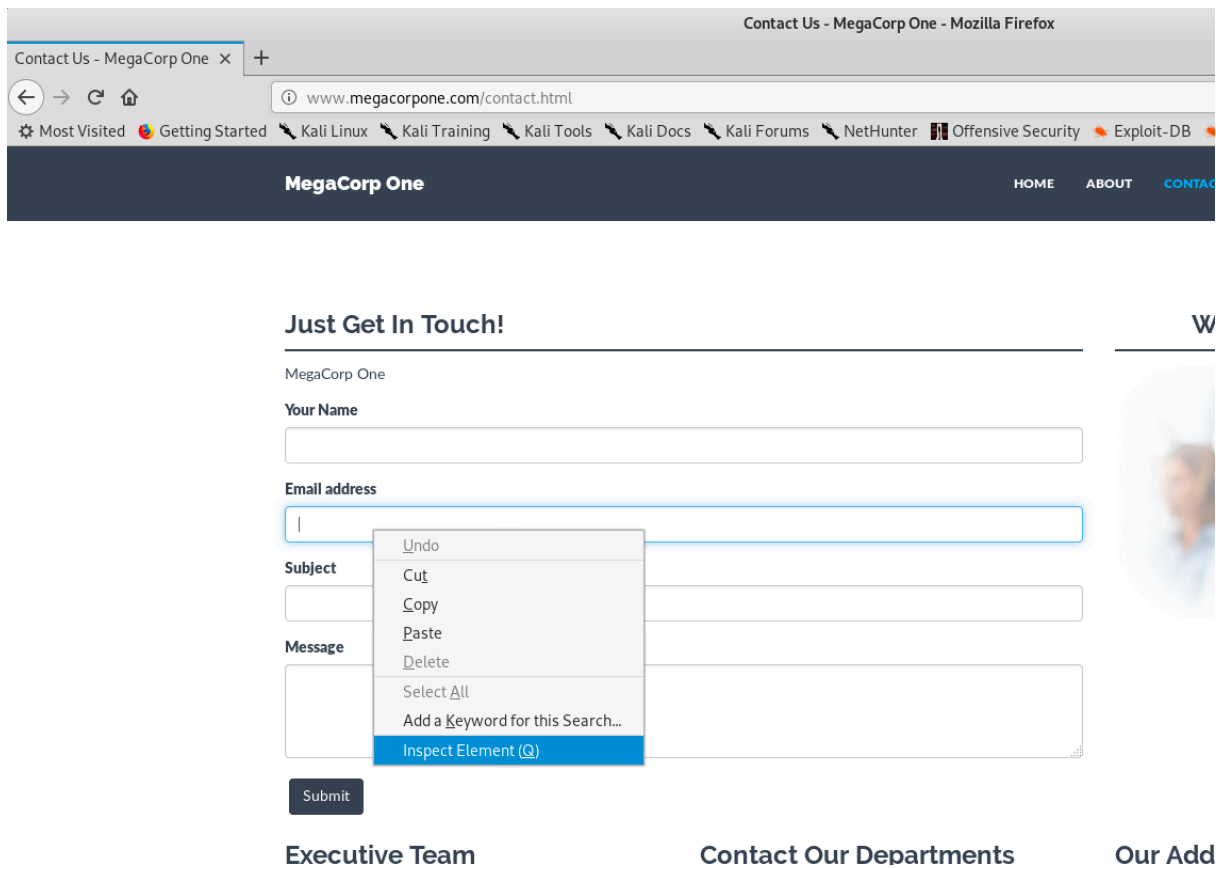 Contact Us - MegaCorp One - Mozilla Firefox
Contact Us - MegaCorp One × +
www.megacorpone.com/contact.html
Most Visited Getting Started Kali Linux Kali Training Kali Tools Kali Docs Kali Forums NetHunter Offensive Security Exploit-DB
MegaCorp One HOME ABOUT CONTAC
Just Get In Touch! W
MegaCorp One
Your Name
Email address
Undo
Subject
Cut
Copy
Paste
Message
Delete
Select All
Add a Keyword for this Search...
Inspect Element (Q)
Submit
Executive Team Contact Our Departments Our Add